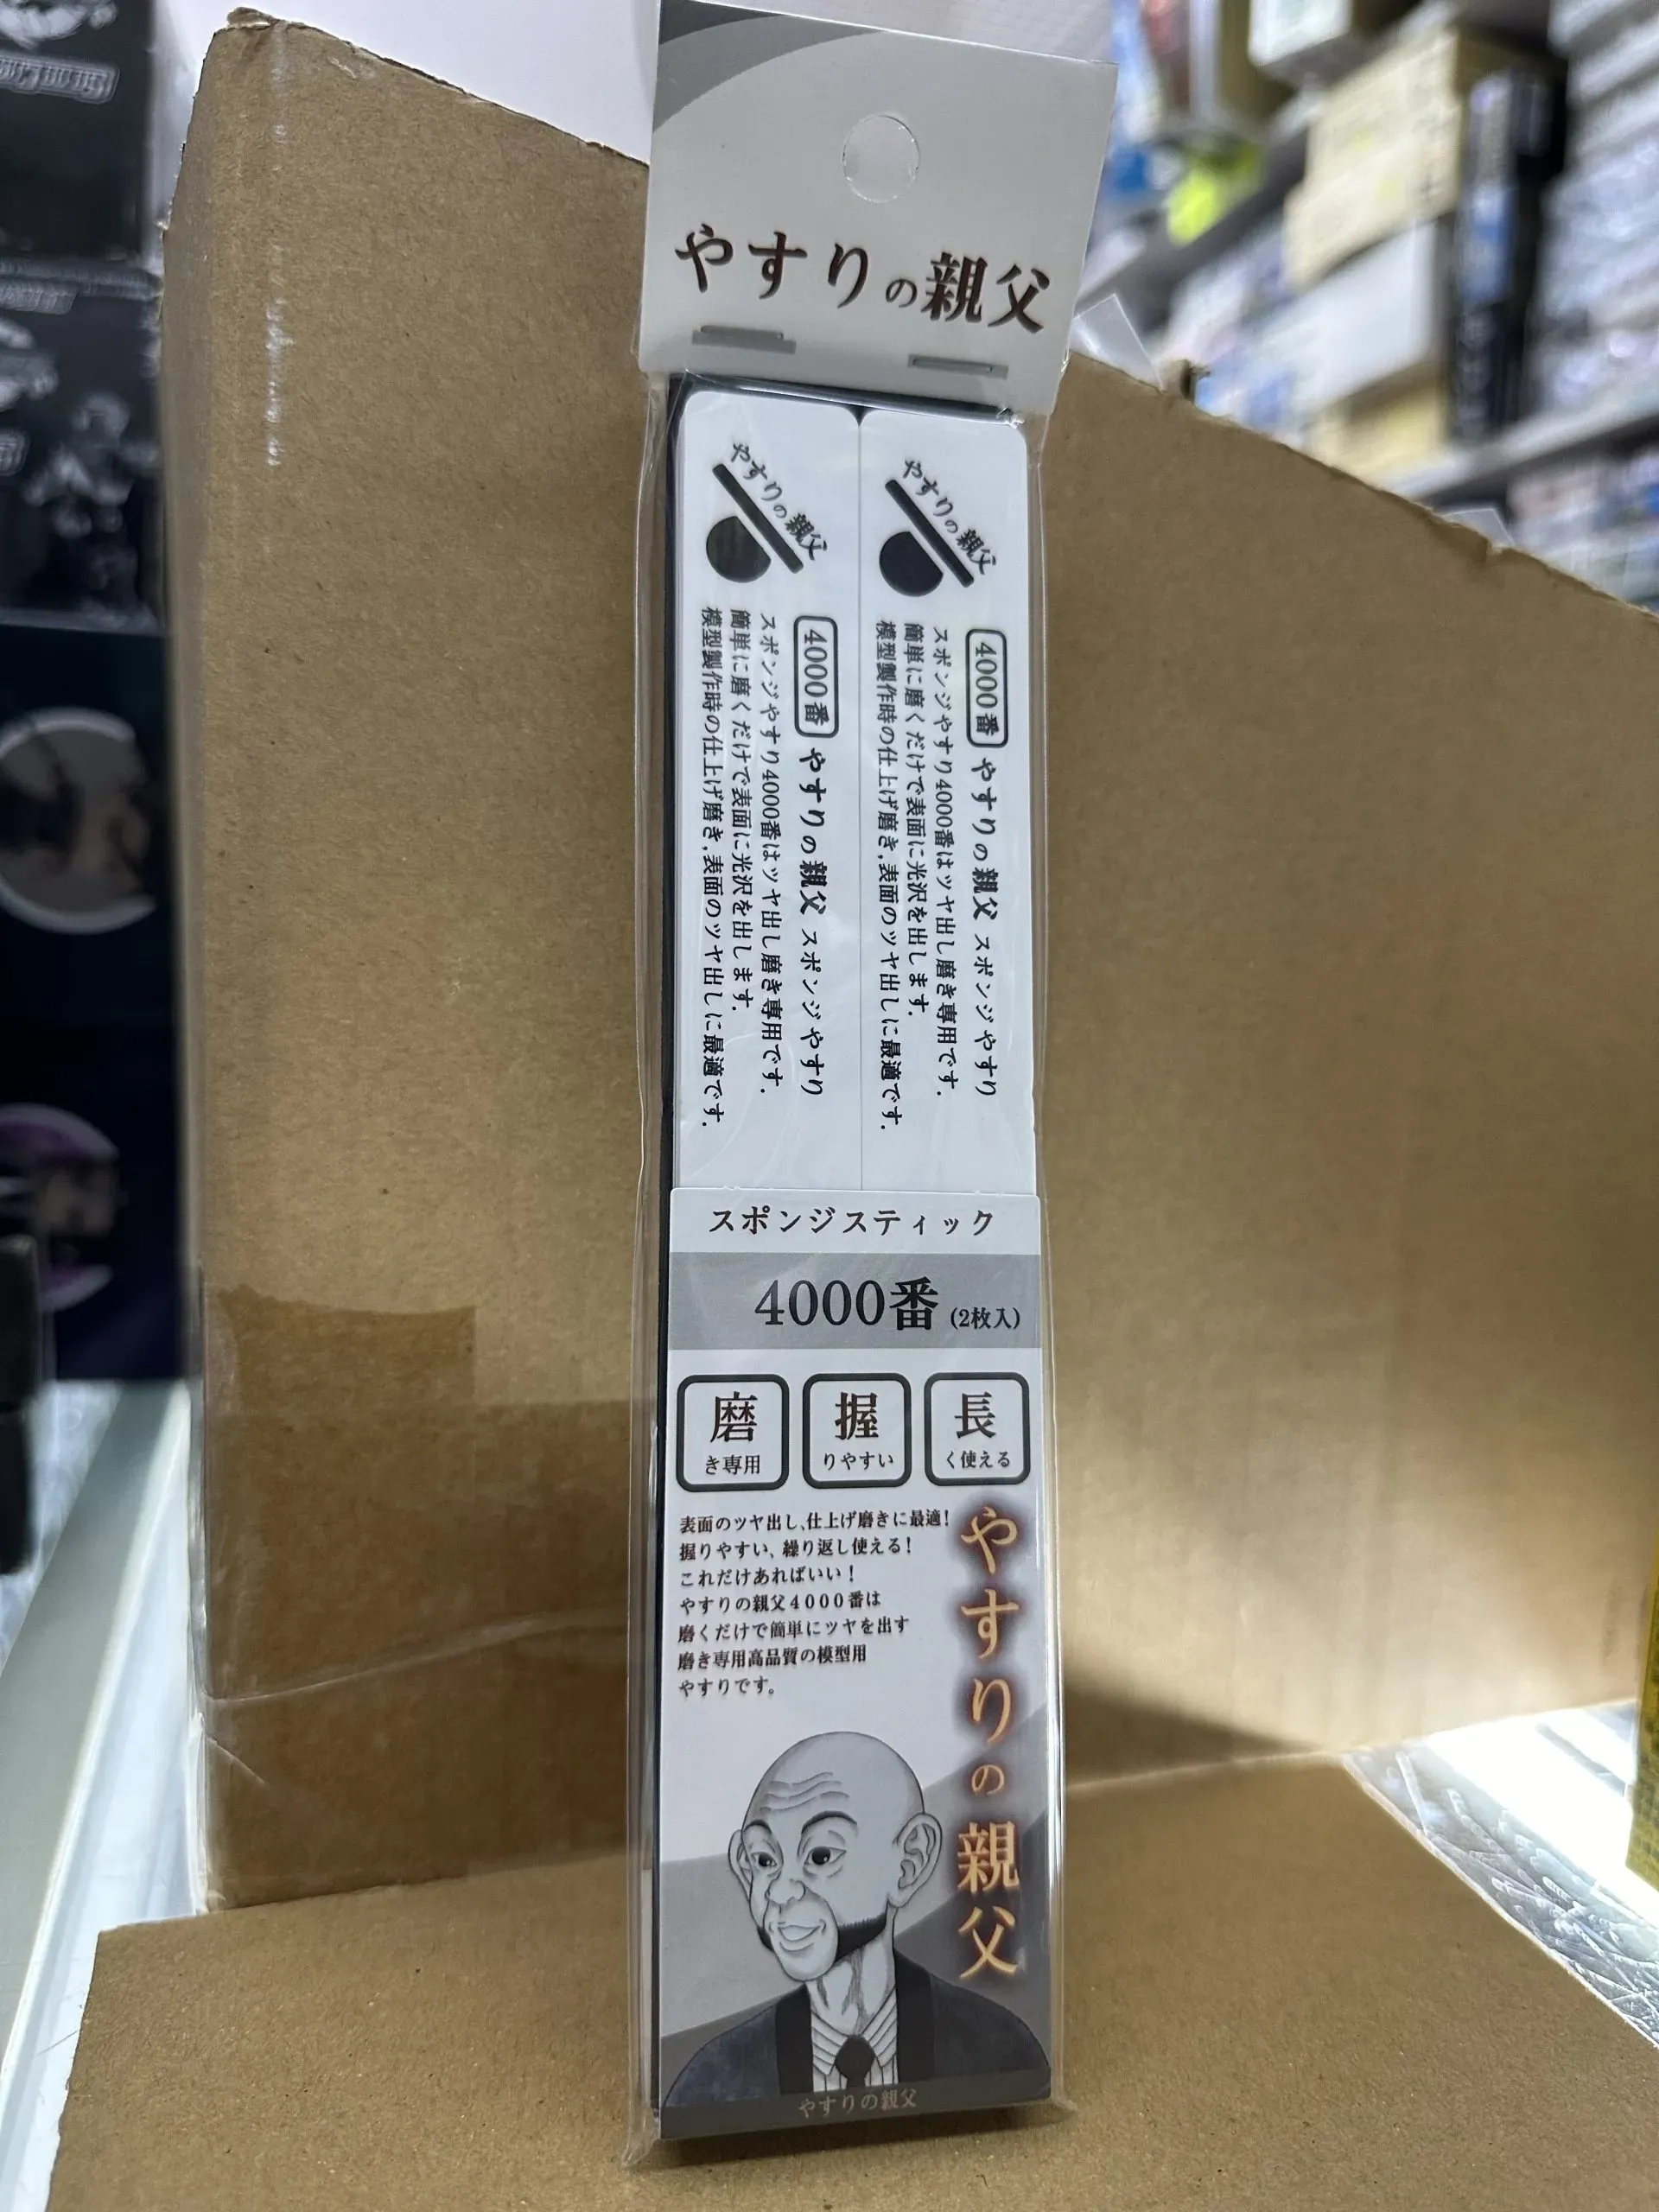 やすりの親父
やすりの親父
4000番 やすりの親父 スポンジ やすり
スポンジやすり4000番はツヤ出し磨き専用です.
簡単に磨くだけで表面に光沢を出します.
模型製作時の仕上げ磨き,表面のツヤ出しに最適です.
やすりの親父
4000番 やすりの親父 スポンジ やすり
スポンジやすり4000番はツヤ出し磨き専用です.
簡単に磨くだけで表面に光沢を出します.
模型製作時の仕上げ磨き,表面のツヤ出しに最適です.
スポンジスティック
4000番 (2枚入)
磨き専用
握りやすい
長く使える
表面のツヤ出し、仕上げ磨きに最適！
握りやすい、繰り返し使える！
これだけあればいい！
やすりの親父4000番は
磨くだけで簡単にツヤを出す
磨き専用高品質の模型用
やすりです。
やすりの親父
やすりの親父